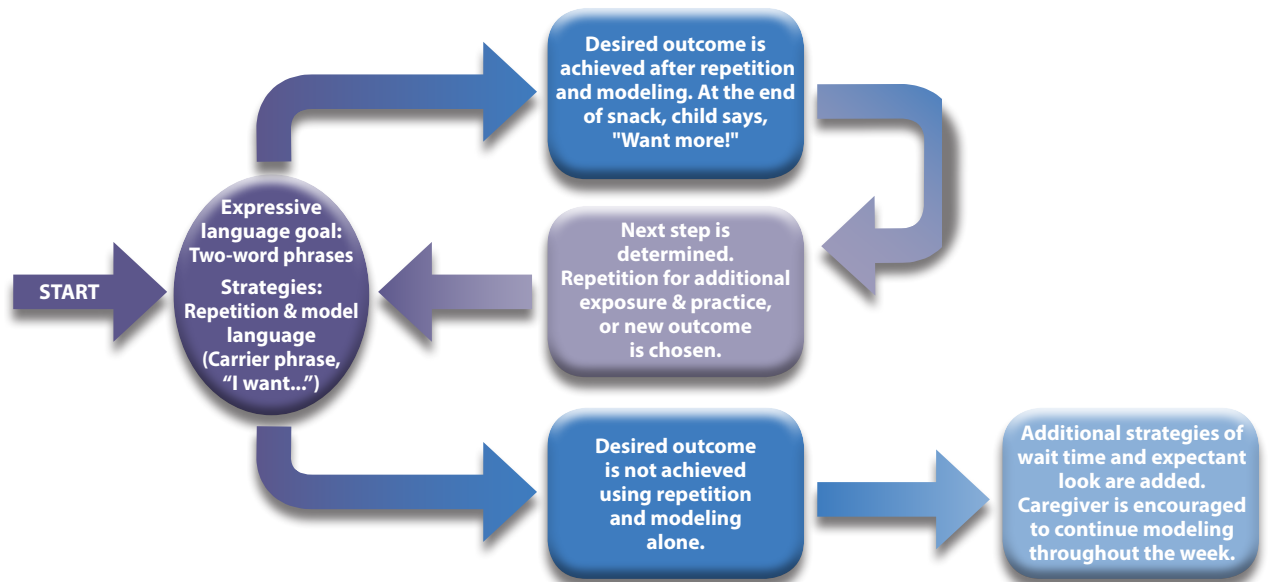 START
Expressive
language goal:
Two-word phrases
Strategies:
Repetition & model
language
(Carrier phrase,
“I want...”)
Desired outcome is
achieved after repetition
and modeling. At the end
of snack, child says,
"Want more!"
Next step is
determined.
Repetition for additional
exposure & practice,
or new outcome
is chosen.
Desired outcome
is not achieved
using repetition
and modeling
alone.
Additional strategies of
wait time and expectant
look are added.
Caregiver is encouraged
to continue modeling
throughout the week.